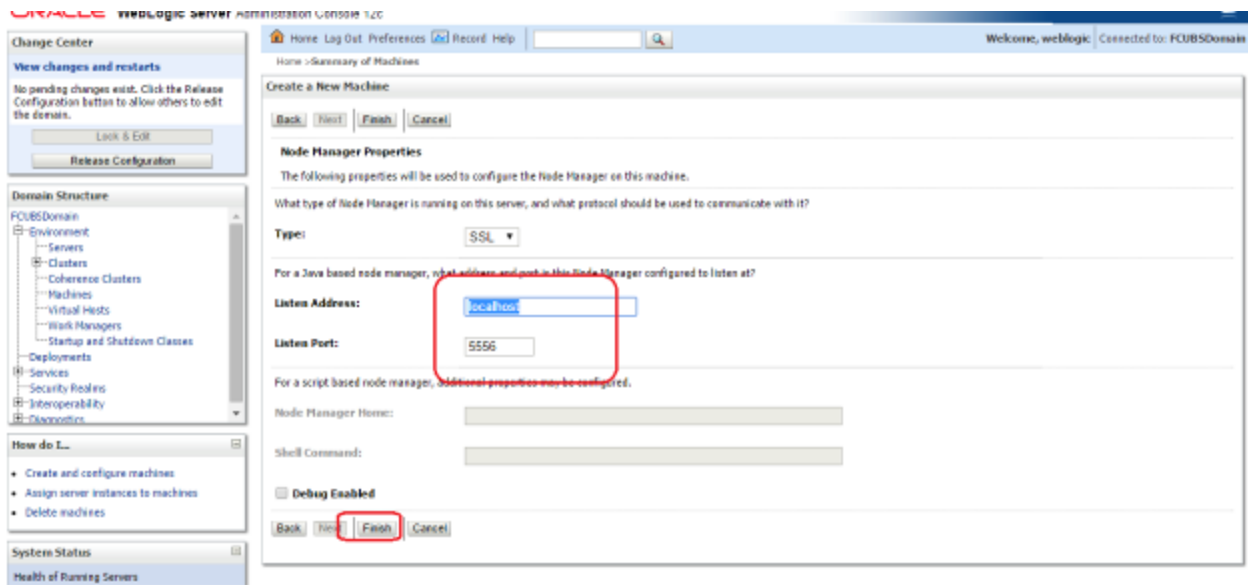 ORACLE WebLogic Server Administration Console 12c
Change Center
View changes and restarts
No pending changes exist. Click the Release
Configuration button to allow others to edit
the domain.
Lock & Edit
Release Configuration
Domain Structure
FCUBSDomain
Environment
Servers
Clusters
Coherence Clusters
Machines
Virtual Hosts
Work Managers
Startup and Shutdown Classes
Deployments
Services
Security Realms
Interoperability
Diagnostics
How do I...
Create and configure machines
Assign server instances to machines
Delete machines
System Status
Health of Running Servers
Home Log Out Preferences Record Help
Welcome, weblogic Connected to: FCUBSDomain
Home >Summary of Machines
Create a New Machine
Back Next Finish Cancel
Node Manager Properties
The following properties will be used to configure the Node Manager on this machine.
What type of Node Manager is running on this server, and what protocol should be used to communicate with it?
Type: SSL
For a Java based node manager, what address and port is this Node Manager configured to listen at?
Listen Address: localhost
Listen Port: 5556
For a script based node manager, additional properties may be configured.
Node Manager Home:
Shell Command:
Debug Enabled
Back Next Finish Cancel